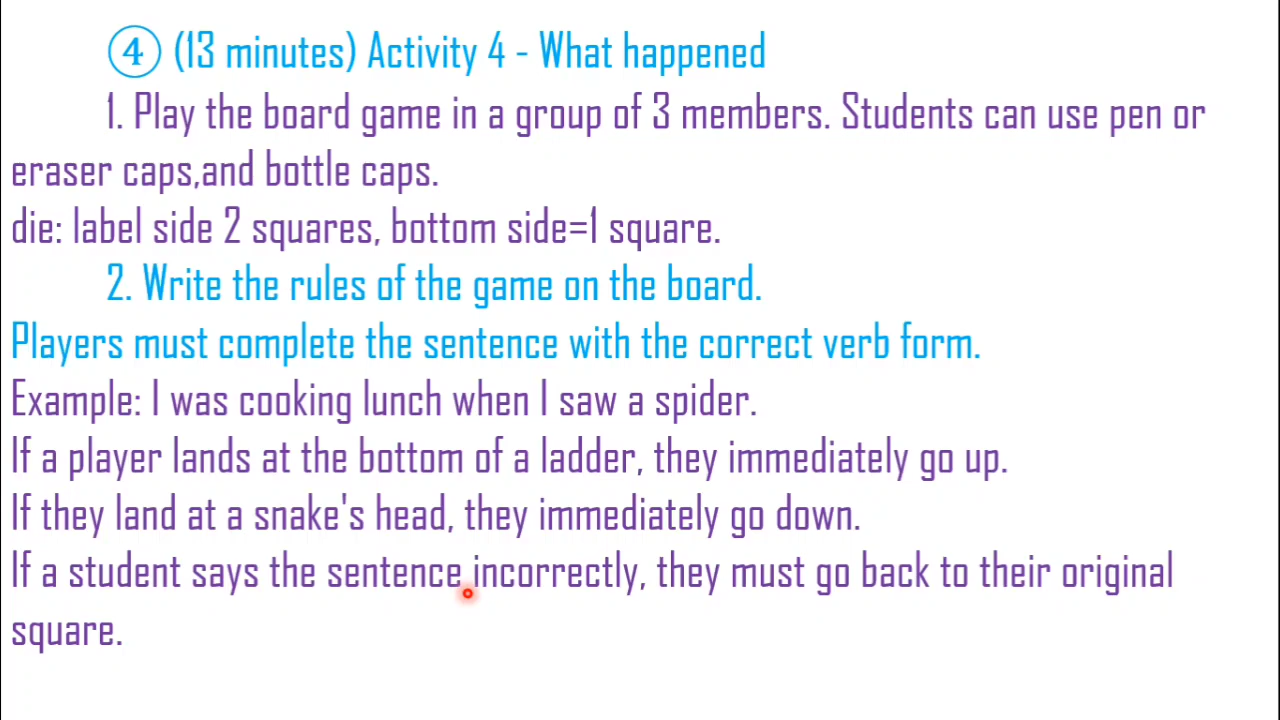 ④ (13 minutes) Activity 4 - What happened
1. Play the board game in a group of 3 members. Students can use pen or
eraser caps,and bottle caps.
die: label side 2 squares, bottom side=1 square.
2. Write the rules of the game on the board.
Players must complete the sentence with the correct verb form.
Example: I was cooking lunch when I saw a spider.
If a player lands at the bottom of a ladder, they immediately go up.
If they land at a snake's head, they immediately go down.
If a student says the sentence incorrectly, they must go back to their original
square.